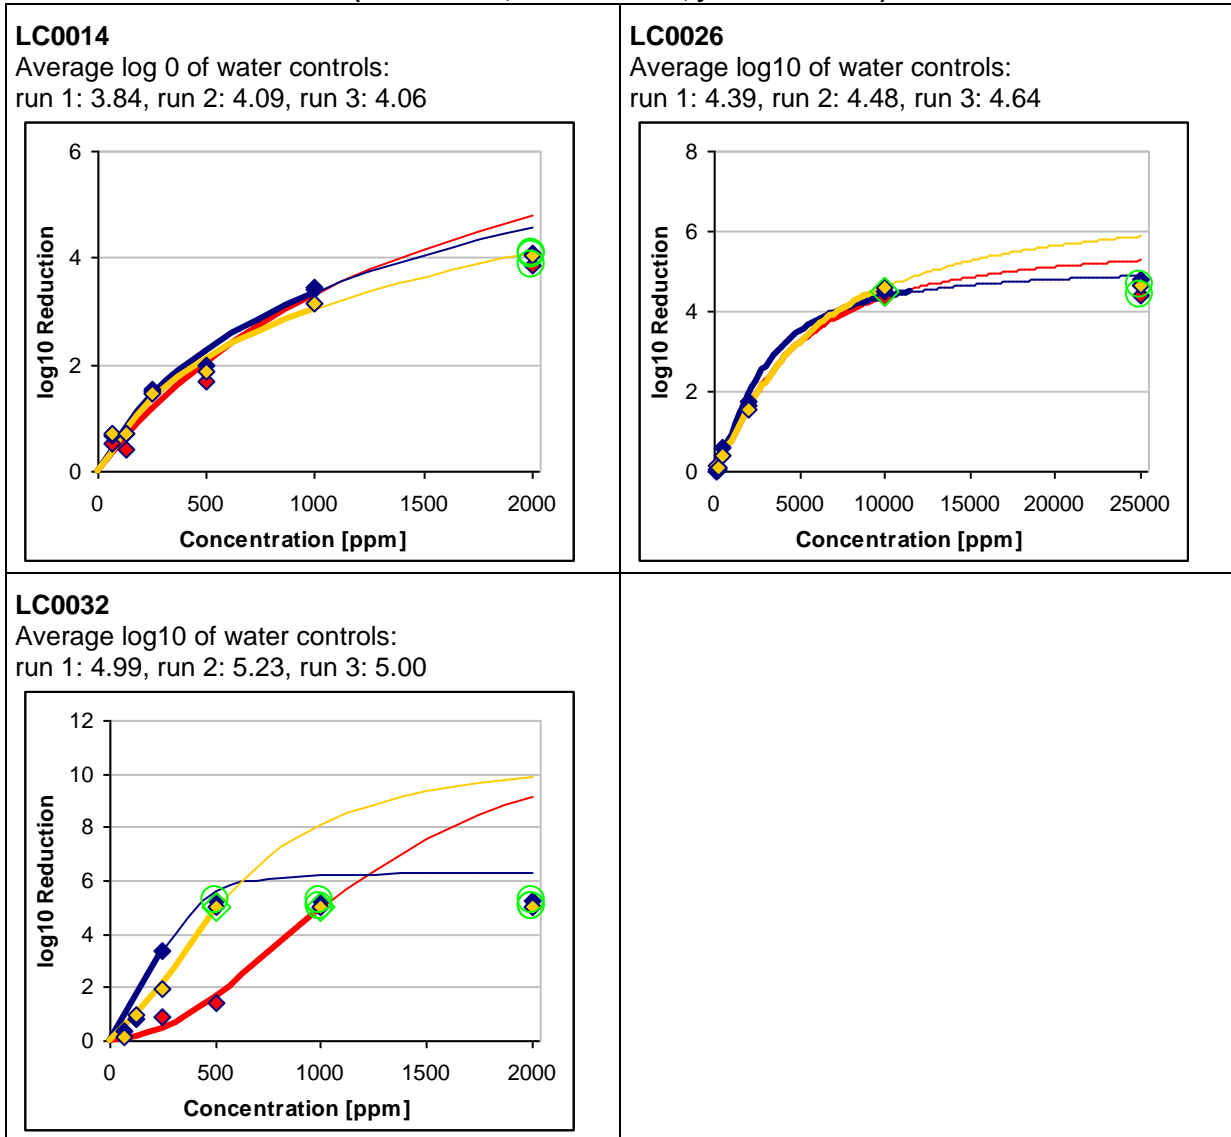 LC0014
Average log 0 of water controls:
run 1: 3.84, run 2: 4.09, run 3: 4.06
6
4
2
0
log10 Reduction
0 500 1000 1500 2000
Concentration [ppm]
LC0026
Average log10 of water controls:
run 1: 4.39, run 2: 4.48, run 3: 4.64
8
6
4
2
0
log10 Reduction
0 5000 10000 15000 20000 25000
Concentration [ppm]
LC0032
Average log10 of water controls:
run 1: 4.99, run 2: 5.23, run 3: 5.00
12
10
8
6
4
2
0
log10 Reduction
0 500 1000 1500 2000
Concentration [ppm]